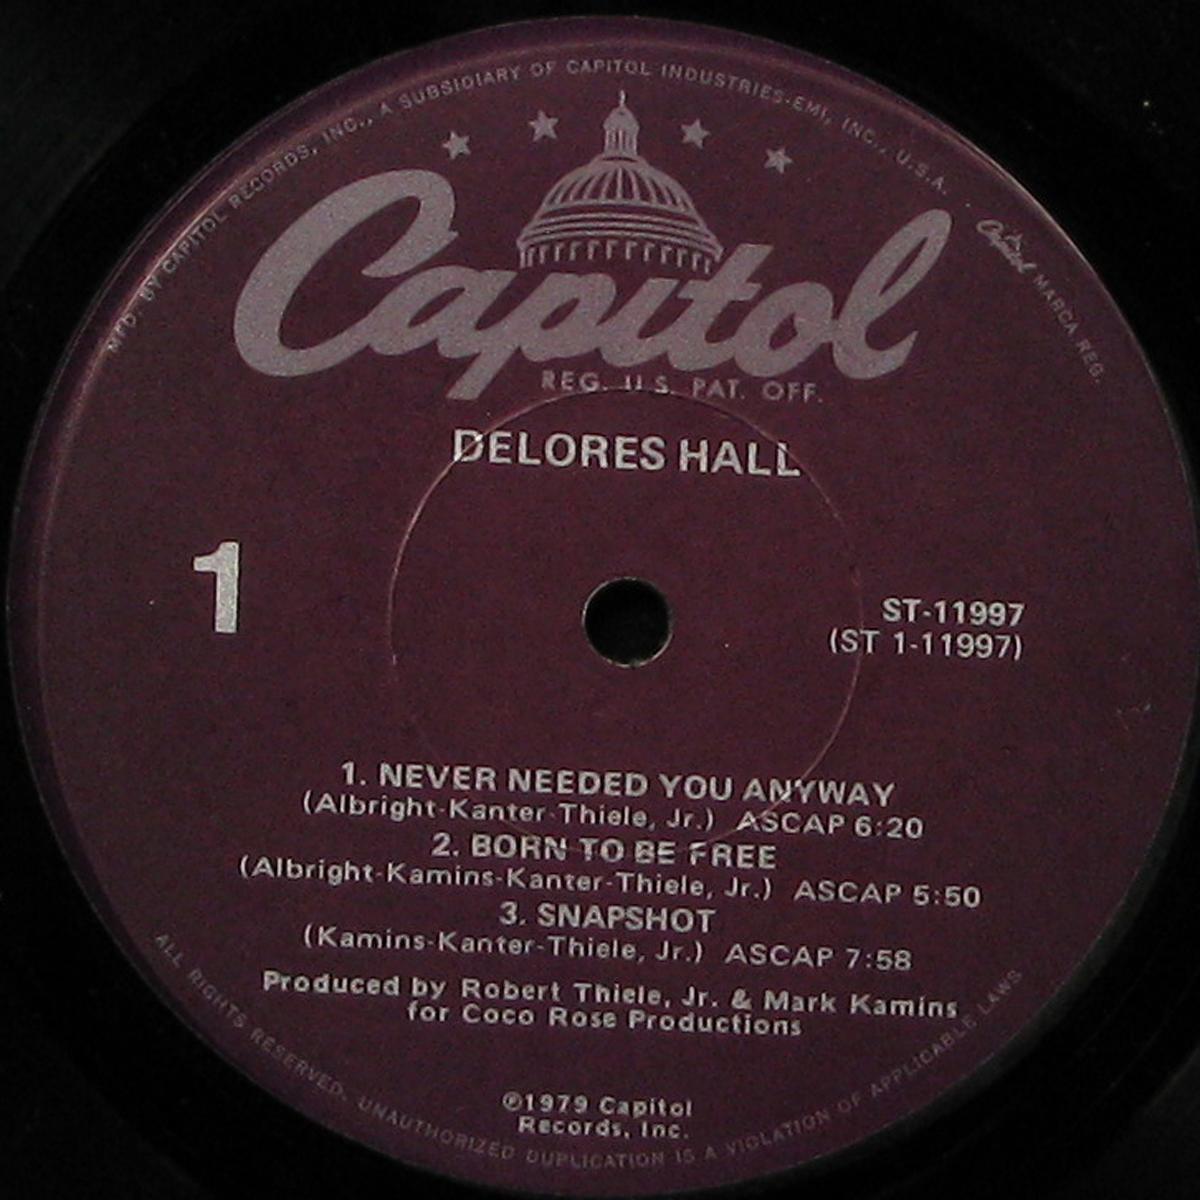 MFD. BY CAPITOL RECORDS, INC., A SUBSIDIARY OF CAPITOL INDUSTRIES-EMI, INC., U.S.A. Capitol MARCA REG.
Capitol
REG. U.S. PAT. OFF.
DELORES HALL
1
ST-11997
(ST 1-11997)
1. NEVER NEEDED YOU ANYWAY
(Albright-Kanter-Thiele, Jr.) ASCAP 6:20
2. BORN TO BE FREE
(Albright-Kamins-Kanter-Thiele, Jr.) ASCAP 5:50
3. SNAPSHOT
(Kamins-Kanter-Thiele, Jr.) ASCAP 7:58
Produced by Robert Thiele, Jr. & Mark Kamins
for Coco Rose Productions
℗1979 Capitol
Records, Inc.
ALL RIGHTS RESERVED. UNAUTHORIZED DUPLICATION IS A VIOLATION OF APPLICABLE LAWS